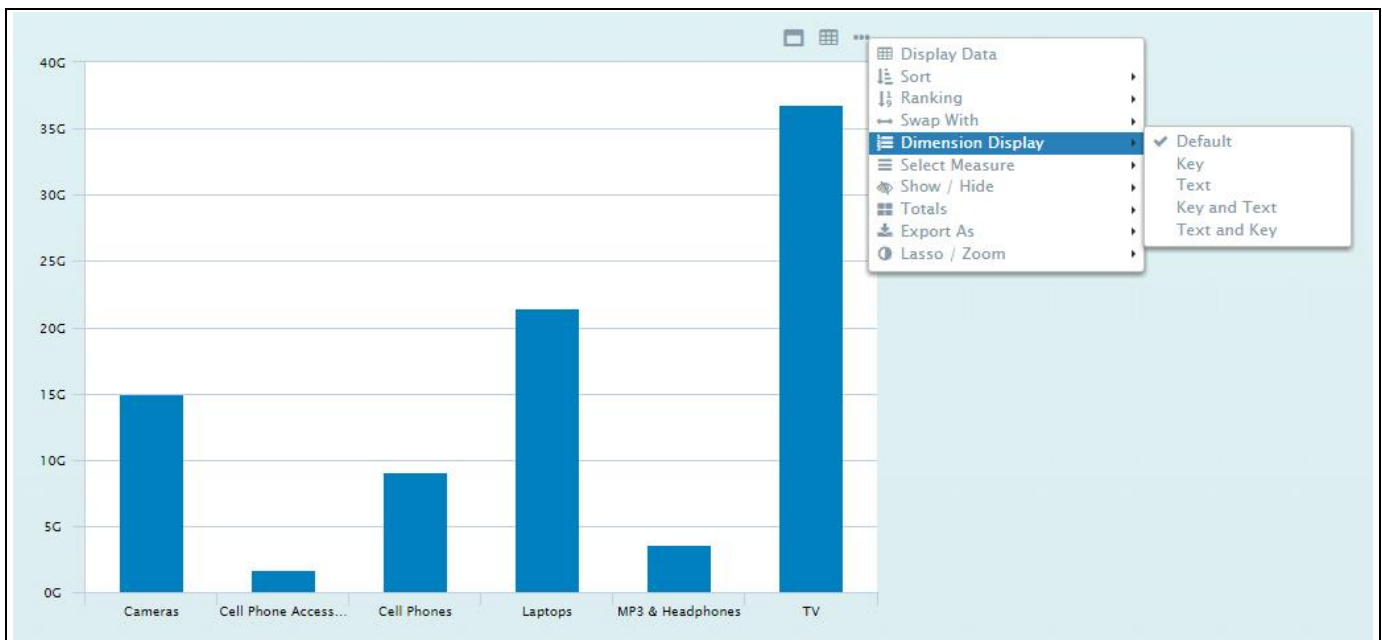 Display Data
Sort
Ranking
Swap With
Dimension Display
Select Measure
Show / Hide
Totals
Export As
Lasso / Zoom
Default
Key
Text
Key and Text
Text and Key
40G
35G
30G
25G
20G
15G
10G
5G
0G
Cameras
Cell Phone Access...
Cell Phones
Laptops
MP3 & Headphones
TV